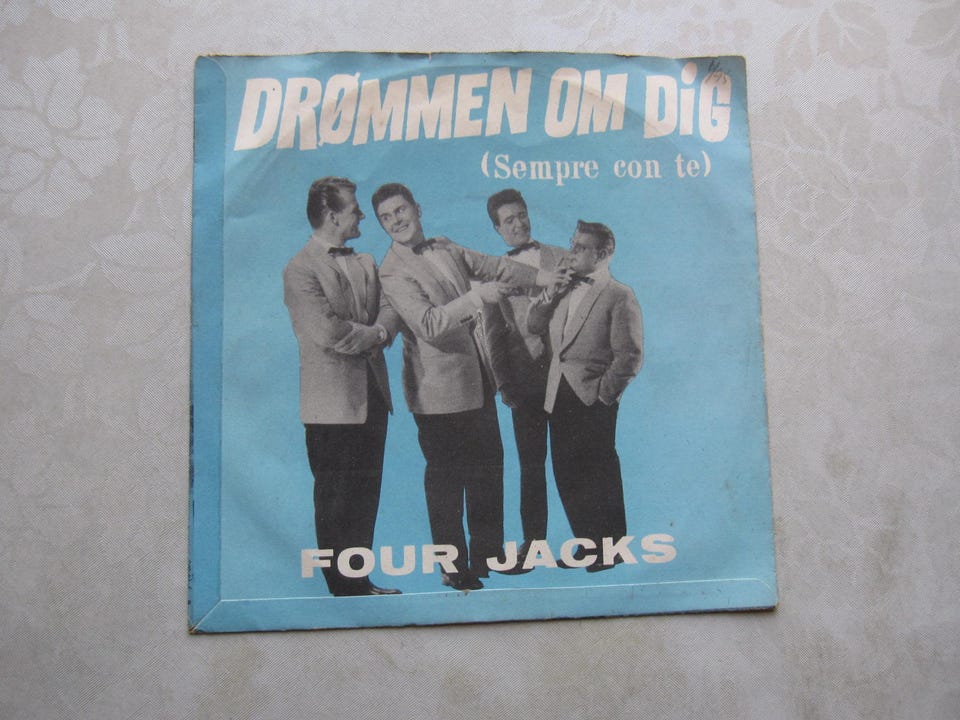 DRØMMEN OM DiG
(Sempre con te)
FOUR JACKS